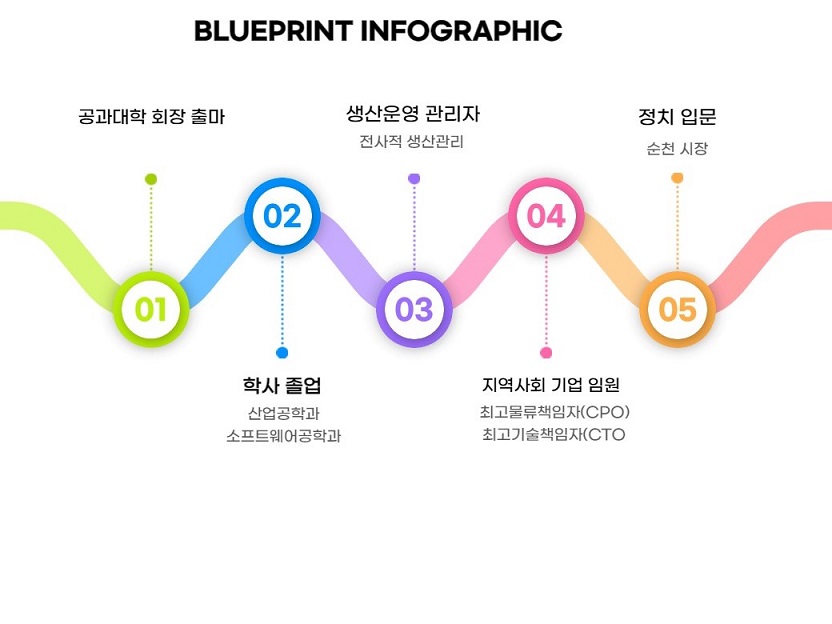 BLUEPRINT INFOGRAPHIC
공과대학 회장 출마
01
02
학사 졸업
산업공학과
소프트웨어공학과
생산운영 관리자
전사적 생산관리
03
04
지역사회 기업 임원
최고물류책임자(CPO)
최고기술책임자(CTO
정치 입문
순천 시장
05